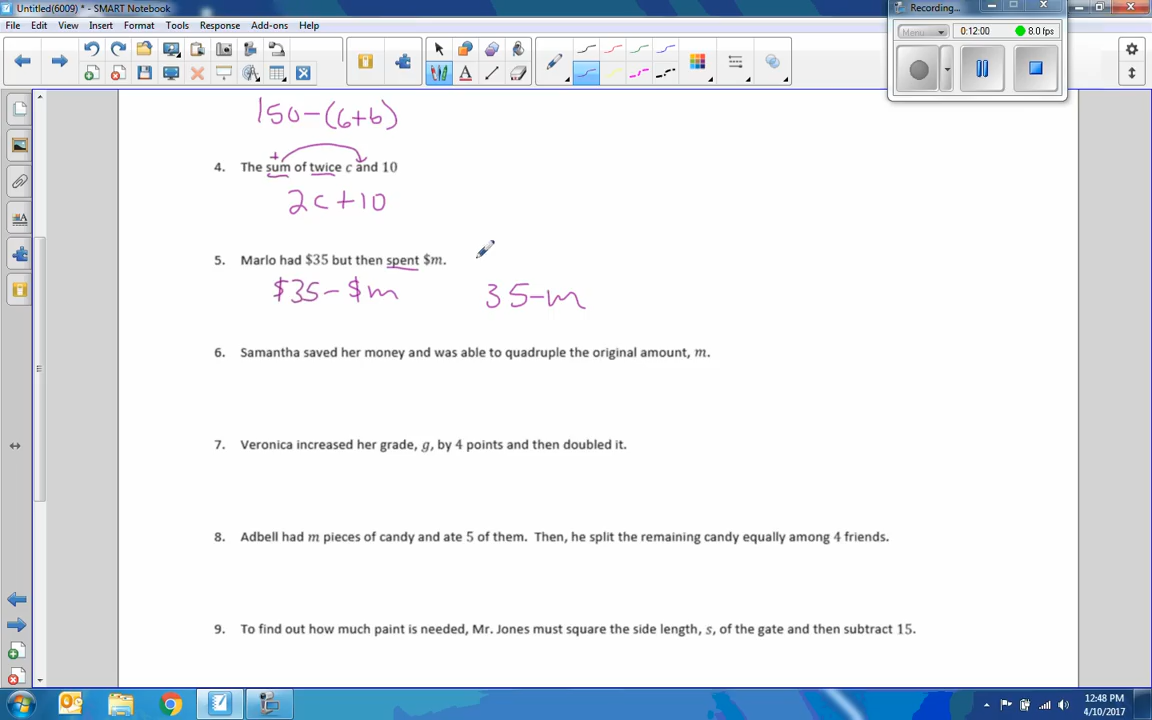 Untitled(6009) * - SMART Notebook
File Edit View Insert Format Tools Response Add-ons Help
Recording...
Menu 0:12:00 8.0 fps
150-(6+b)
+
4. The sum of twice c and 10
2c+10
5. Marlo had $35 but then spent $m.
$35-$m 35-m
6. Samantha saved her money and was able to quadruple the original amount, m.
7. Veronica increased her grade, g, by 4 points and then doubled it.
8. Adbell had m pieces of candy and ate 5 of them. Then, he split the remaining candy equally among 4 friends.
9. To find out how much paint is needed, Mr. Jones must square the side length, s, of the gate and then subtract 15.
12:48 PM
4/10/2017